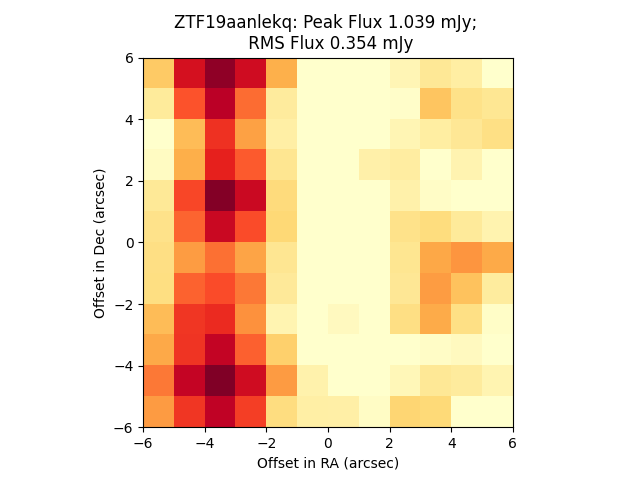 ZTF19aanlekq: Peak Flux 1.039 mJy;
RMS Flux 0.354 mJy
6
4
2
0
−2
−4
−6
Offset in Dec (arcsec)
−6 −4 −2 0 2 4 6
Offset in RA (arcsec)